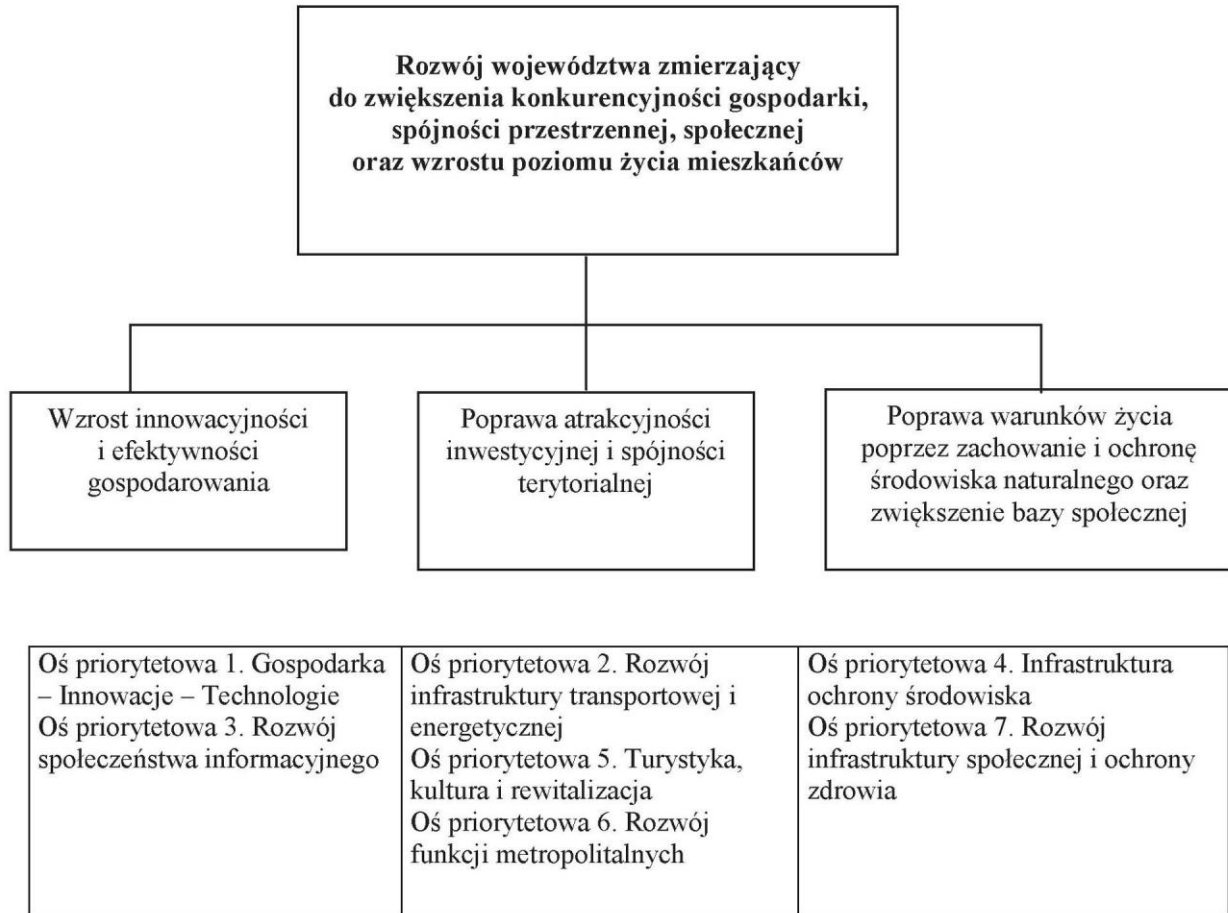 Rozwój województwa zmierzający
do zwiększenia konkurencyjności gospodarki,
spójności przestrzennej, społecznej
oraz wzrostu poziomu życia mieszkańców
Wzrost innowacyjności
i efektywności
gospodarowania
Poprawa atrakcyjności
inwestycyjnej i spójności
terytorialnej
Poprawa warunków życia
poprzez zachowanie i ochronę
środowiska naturalnego oraz
zwiększenie bazy społecznej
Oś priorytetowa 1. Gospodarka
– Innowacje – Technologie
Oś priorytetowa 3. Rozwój
społeczeństwa informacyjnego
Oś priorytetowa 2. Rozwój
infrastruktury transportowej i
energetycznej
Oś priorytetowa 5. Turystyka,
kultura i rewitalizacja
Oś priorytetowa 6. Rozwój
funkcji metropolitalnych
Oś priorytetowa 4. Infrastruktura
ochrony środowiska
Oś priorytetowa 7. Rozwój
infrastruktury społecznej i ochrony
zdrowia